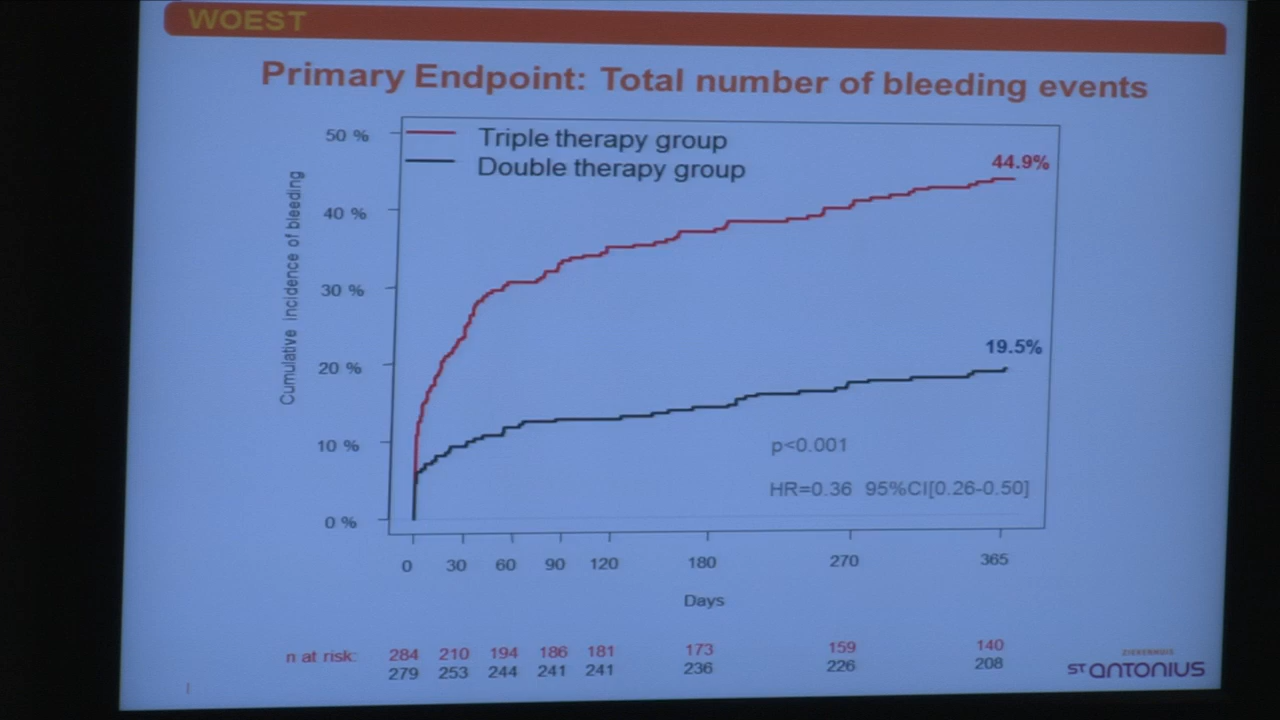 WOEST
Primary Endpoint: Total number of bleeding events
Triple therapy group
Double therapy group
Cumulative incidence of bleeding
50 %
40 %
30 %
20 %
10 %
0 %
44.9%
19.5%
p<0.001
HR=0.36 95%CI[0.26-0.50]
0 30 60 90 120 180 270 365
Days
n at risk: 284 210 194 186 181 173 159 140
279 253 244 241 241 236 226 208
ZIEKENHUIS
ST ANTONIUS